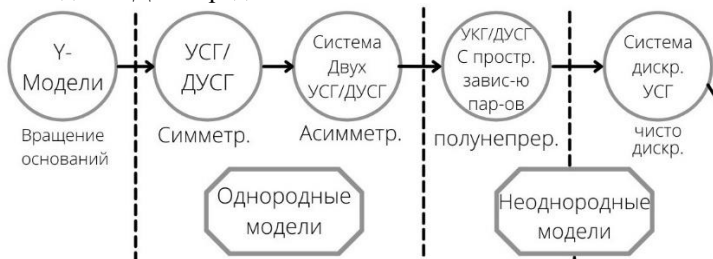 Y-
Модели
Вращение
оснований
УСГ/
ДУСГ
Симметр.
Система
Двух
УСГ/ДУСГ
Асимметр.
УКГ/ДУСГ
С простр.
завис-ю
пар-ов
полунепрер.
Система
дискр.
УСГ
чисто
дискр.
Однородные
модели
Неоднородные
модели